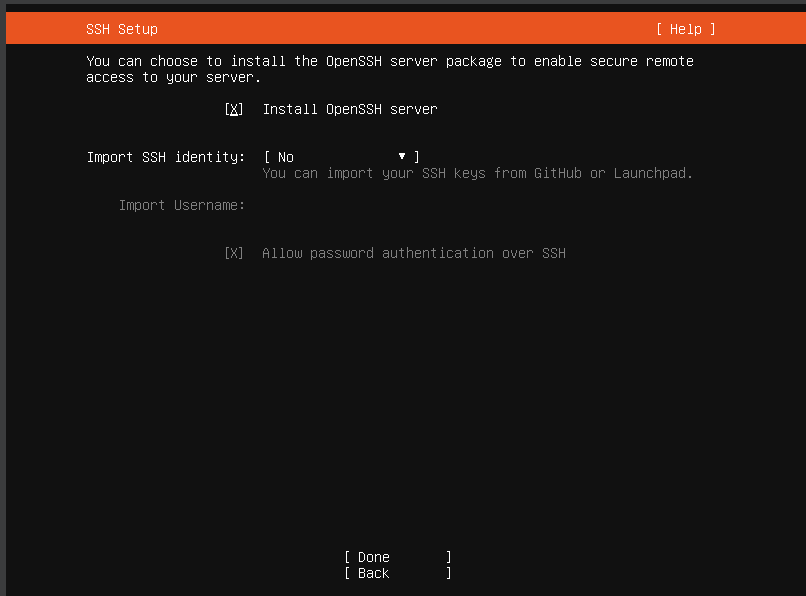 SSH Setup [ Help ]
You can choose to install the OpenSSH server package to enable secure remote
access to your server.
[X] Install OpenSSH server
Import SSH identity: [ No ▼ ]
You can import your SSH keys from GitHub or Launchpad.
Import Username:
[X] Allow password authentication over SSH
[ Done ]
[ Back ]